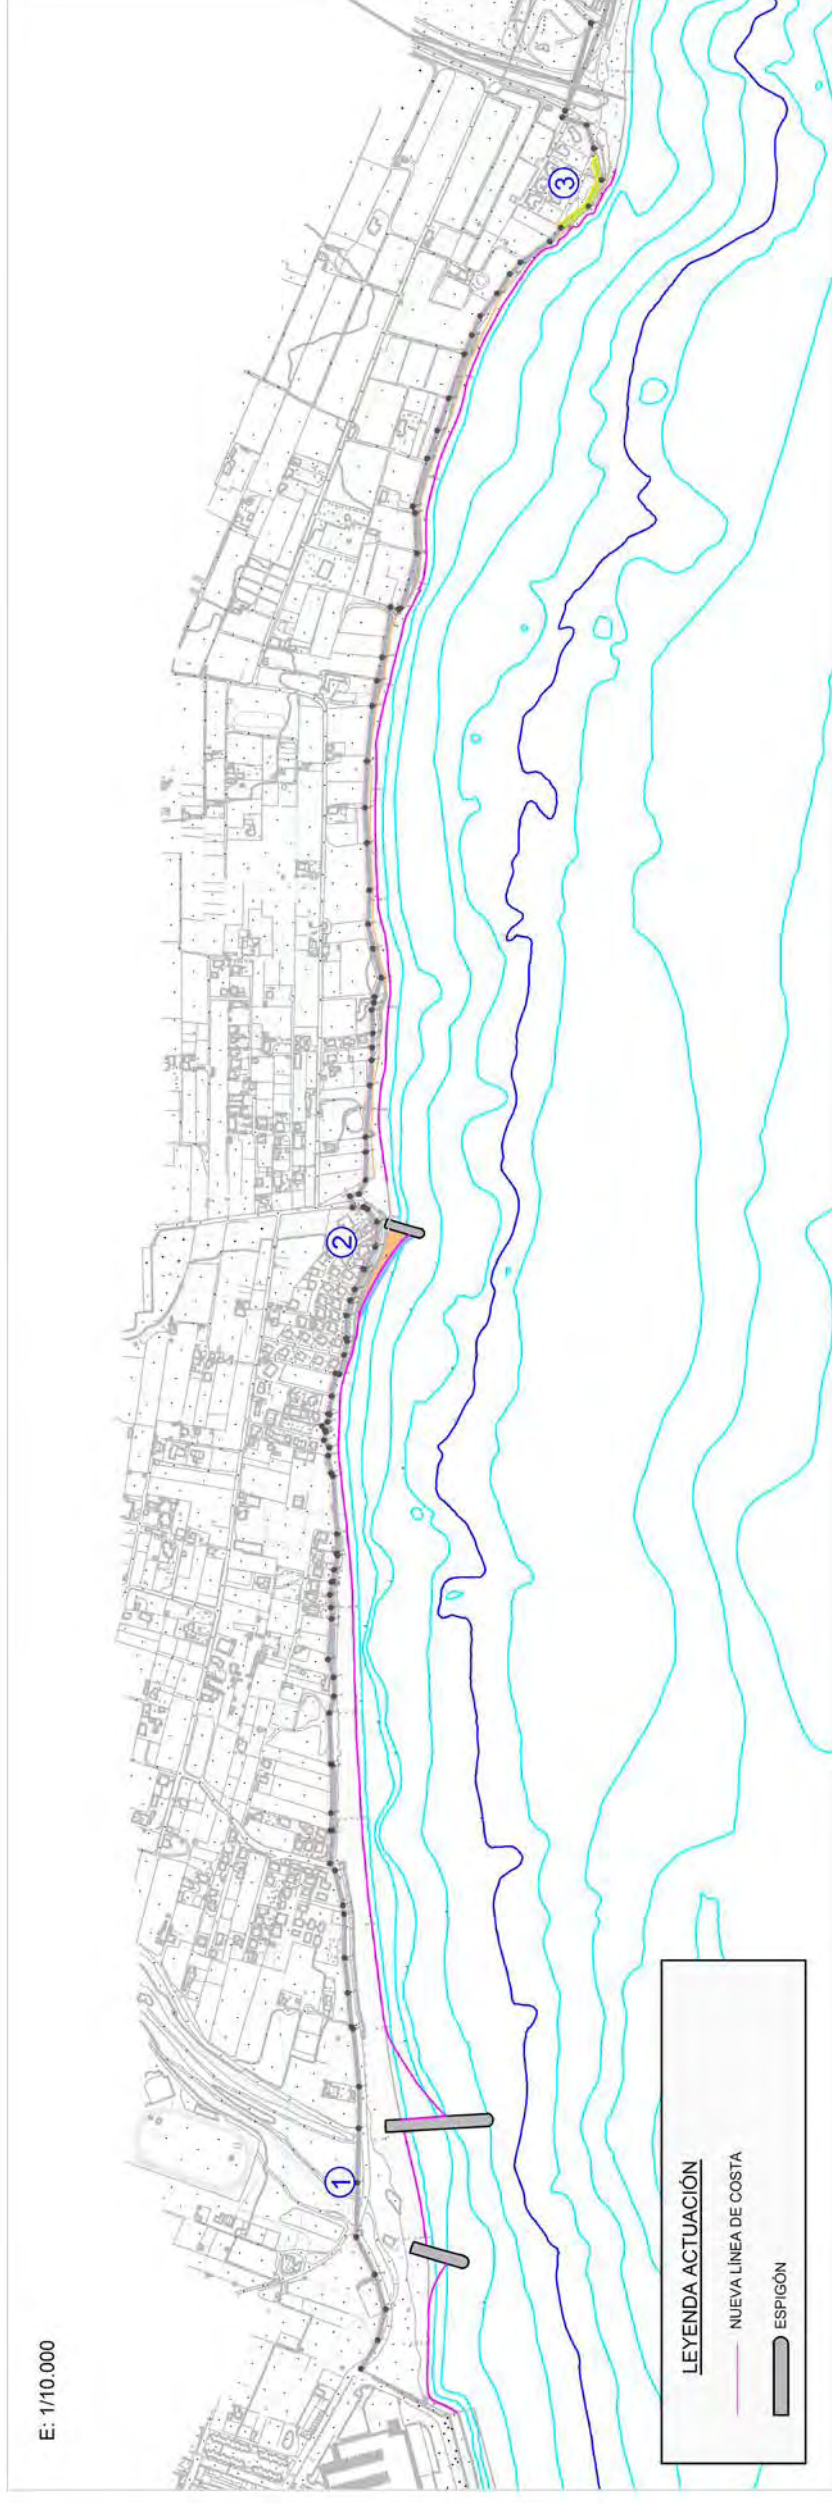 E: 1/10.000
1
2
3
LEYENDA ACTUACIÓN
NUEVA LÍNEA DE COSTA
ESPIGÓN